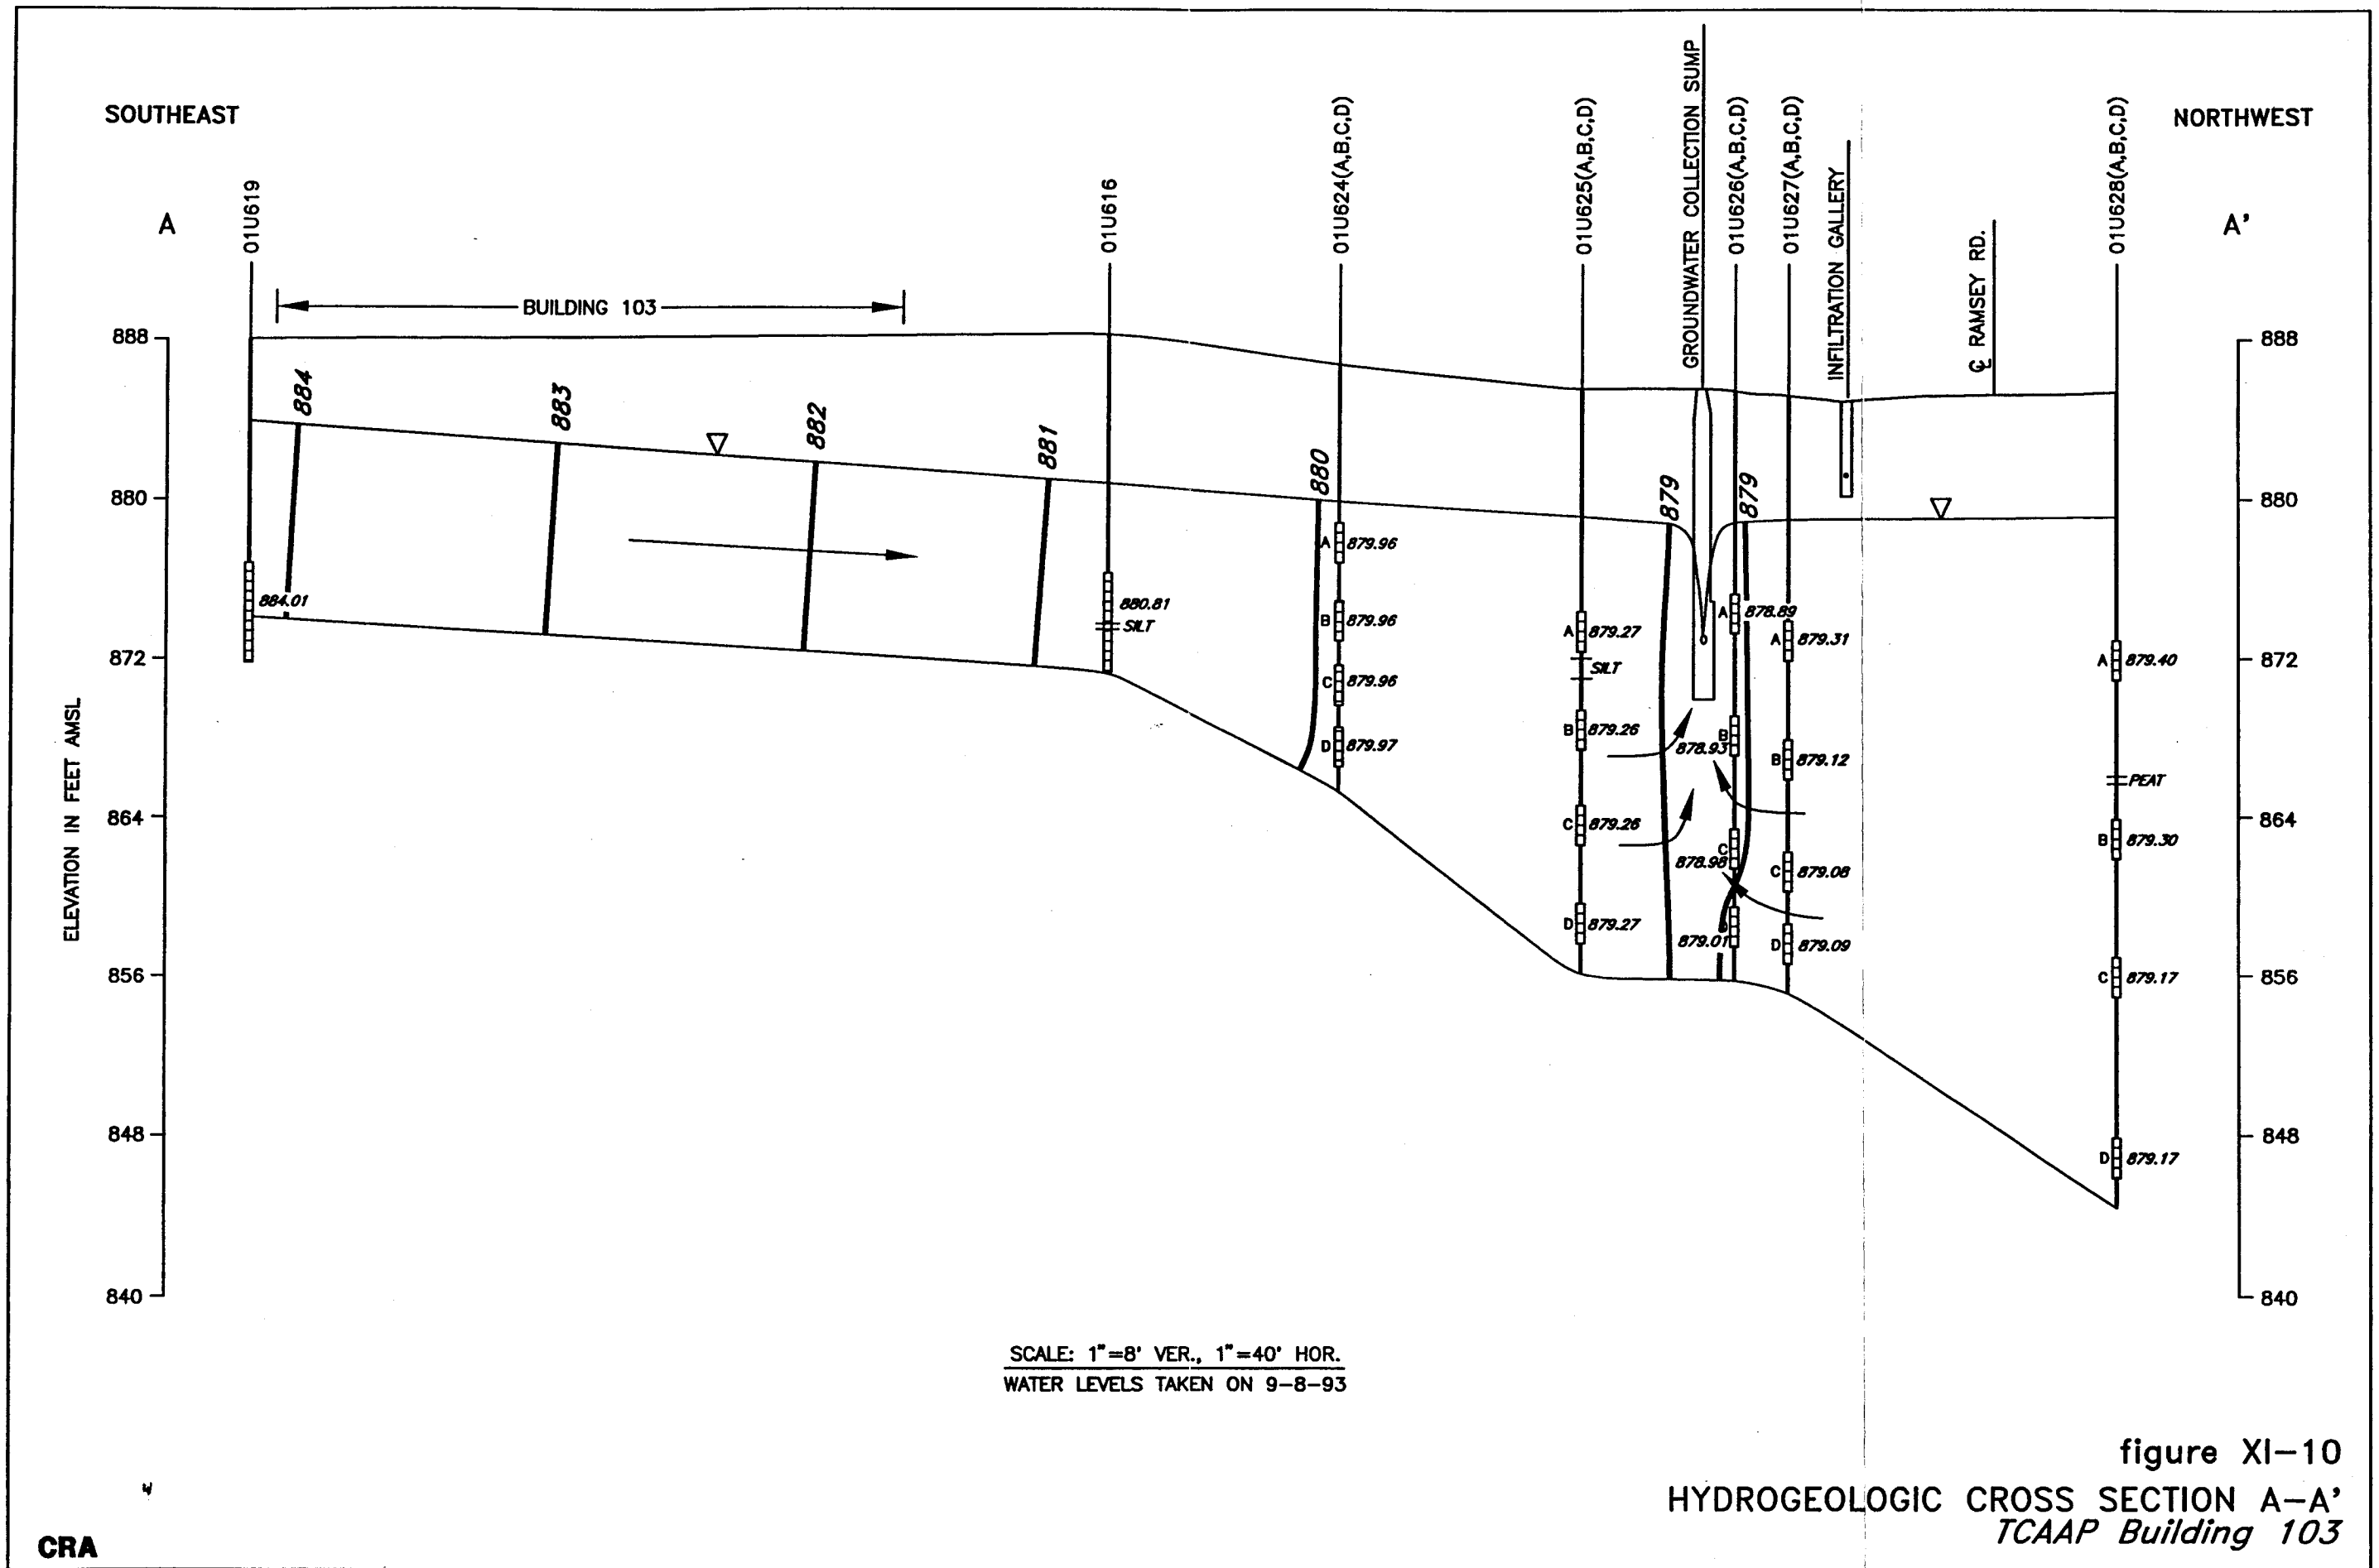 SOUTHEAST
NORTHWEST
A
A'
01U619
01U616
01U624(A,B,C,D)
01U625(A,B,C,D)
GROUNDWATER COLLECTION SUMP
01U626(A,B,C,D)
01U627(A,B,C,D)
INFILTRATION GALLERY
℄ RAMSEY RD.
01U628(A,B,C,D)
BUILDING 103
888
880
872
864
856
848
840
ELEVATION IN FEET AMSL
888
880
872
864
856
848
840
884
883
882
881
880
879
879
884.01
880.81
SILT
A 879.96
B 879.96
C 879.96
D 879.97
A 879.27
SILT
B 879.26
C 879.26
D 879.27
A 878.89
B 878.93
C 878.98
D 879.01
A 879.31
B 879.12
C 879.08
D 879.09
A 879.40
PEAT
B 879.30
C 879.17
D 879.17
SCALE: 1"=8' VER., 1"=40' HOR.
WATER LEVELS TAKEN ON 9-8-93
figure XI-10
HYDROGEOLOGIC CROSS SECTION A-A'
TCAAP Building 103
CRA